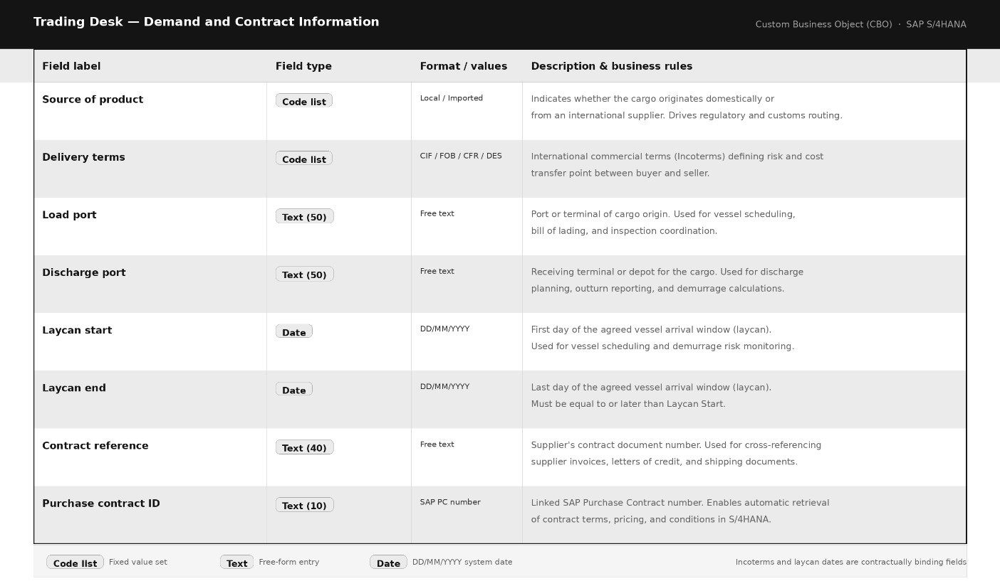 Trading Desk — Demand and Contract Information
Custom Business Object (CBO) · SAP S/4HANA
Field label Field type Format / values Description & business rules
Source of product Code list Local / Imported Indicates whether the cargo originates domestically or
from an international supplier. Drives regulatory and customs routing.
Delivery terms Code list CIF / FOB / CFR / DES International commercial terms (Incoterms) defining risk and cost
transfer point between buyer and seller.
Load port Text (50) Free text Port or terminal of cargo origin. Used for vessel scheduling,
bill of lading, and inspection coordination.
Discharge port Text (50) Free text Receiving terminal or depot for the cargo. Used for discharge
planning, outturn reporting, and demurrage calculations.
Laycan start Date DD/MM/YYYY First day of the agreed vessel arrival window (laycan).
Used for vessel scheduling and demurrage risk monitoring.
Laycan end Date DD/MM/YYYY Last day of the agreed vessel arrival window (laycan).
Must be equal to or later than Laycan Start.
Contract reference Text (40) Free text Supplier's contract document number. Used for cross-referencing
supplier invoices, letters of credit, and shipping documents.
Purchase contract ID Text (10) SAP PC number Linked SAP Purchase Contract number. Enables automatic retrieval
of contract terms, pricing, and conditions in S/4HANA.
Code list Fixed value set Text Free-form entry Date DD/MM/YYYY system date Incoterms and laycan dates are contractually binding fields